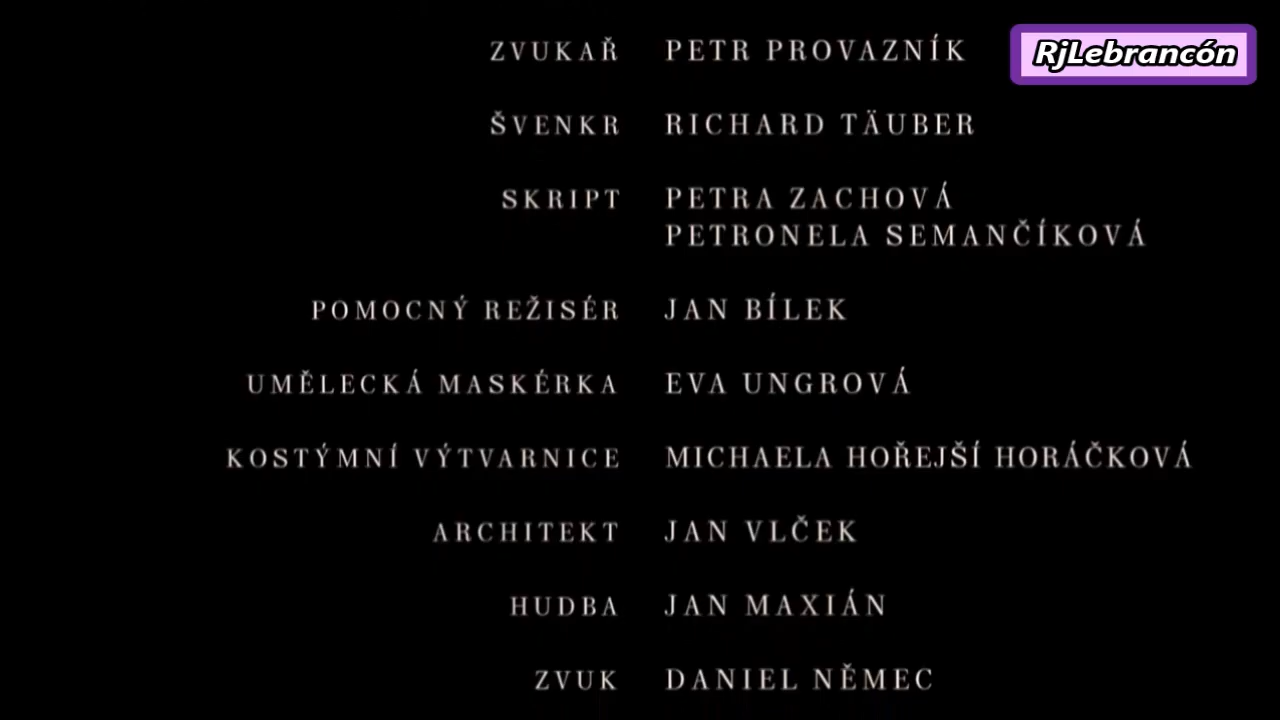 ZVUKAŘ PETR PROVAZNÍK
RjLebrancón
ŠVENKR RICHARD TÄUBER
SKRIPT PETRA ZACHOVÁ
PETRONELA SEMANČÍKOVÁ
POMOCNÝ REŽISÉR JAN BÍLEK
UMĚLECKÁ MASKÉRKA EVA UNGROVÁ
KOSTÝMNÍ VÝTVARNICE MICHAELA HOŘEJŠÍ HORÁČKOVÁ
ARCHITEKT JAN VLČEK
HUDBA JAN MAXIÁN
ZVUK DANIEL NĚMEC